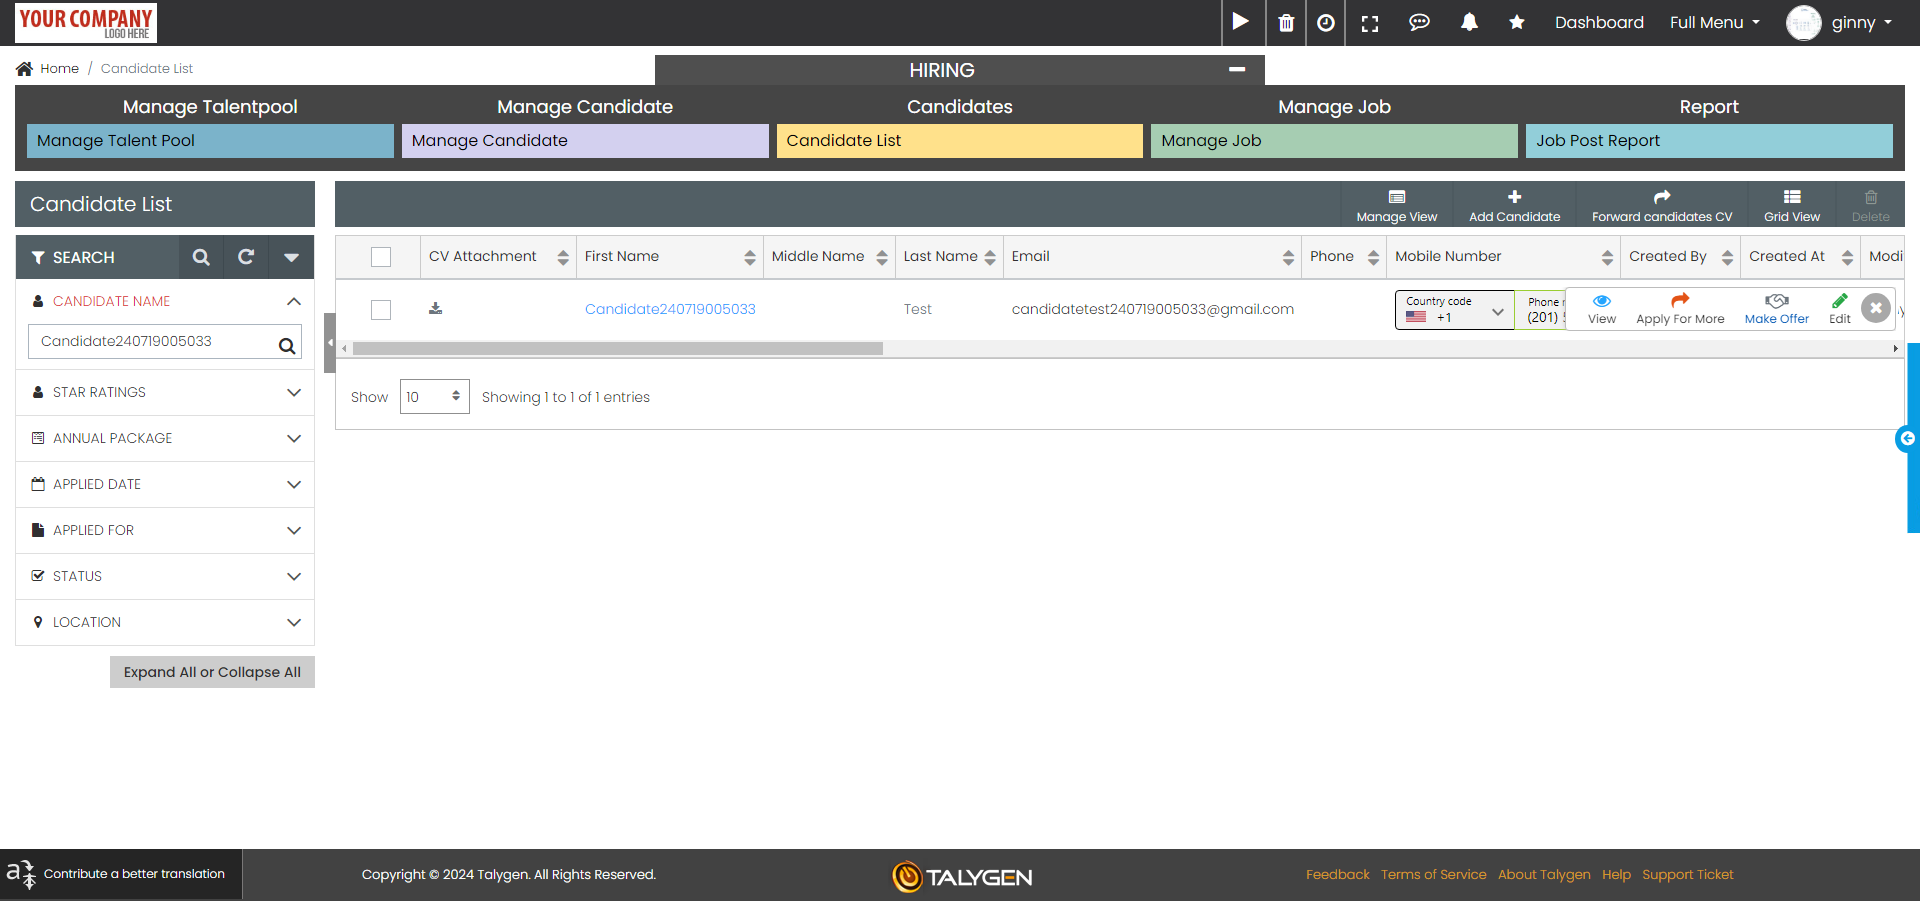 YOUR COMPANY
LOGO HERE
Dashboard
Full Menu
ginny
Home / Candidate List
HIRING
Manage Talentpool
Manage Candidate
Candidates
Manage Job
Report
Manage Talent Pool
Manage Candidate
Candidate List
Manage Job
Job Post Report
Candidate List
Manage View
Add Candidate
Forward candidates CV
Grid View
Delete
SEARCH
CV Attachment
First Name
Middle Name
Last Name
Email
Phone
Mobile Number
Created By
Created At
Modi
CANDIDATE NAME
Candidate240719005033
Candidate240719005033
Test
candidatetest240719005033@gmail.com
Country code
+1
Phone
(201)
View
Apply For More
Make Offer
Edit
STAR RATINGS
Show
10
Showing 1 to 1 of 1 entries
ANNUAL PACKAGE
APPLIED DATE
APPLIED FOR
STATUS
LOCATION
Expand All or Collapse All
Contribute a better translation
Copyright © 2024 Talygen. All Rights Reserved.
TALYGEN
Feedback
Terms of Service
About Talygen
Help
Support Ticket